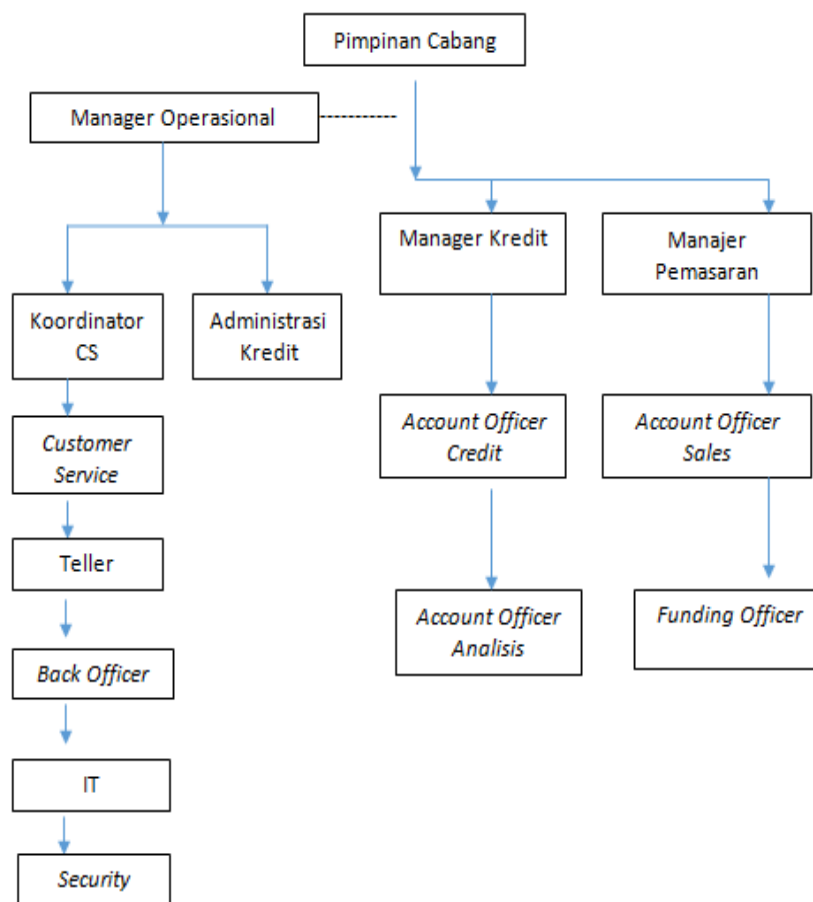 Pimpinan Cabang
Manager Operasional
Manager Kredit
Manajer
Pemasaran
Koordinator
CS
Administrasi
Kredit
Customer
Service
Account Officer
Credit
Account Officer
Sales
Teller
Account Officer
Analisis
Funding Officer
Back Officer
IT
Security